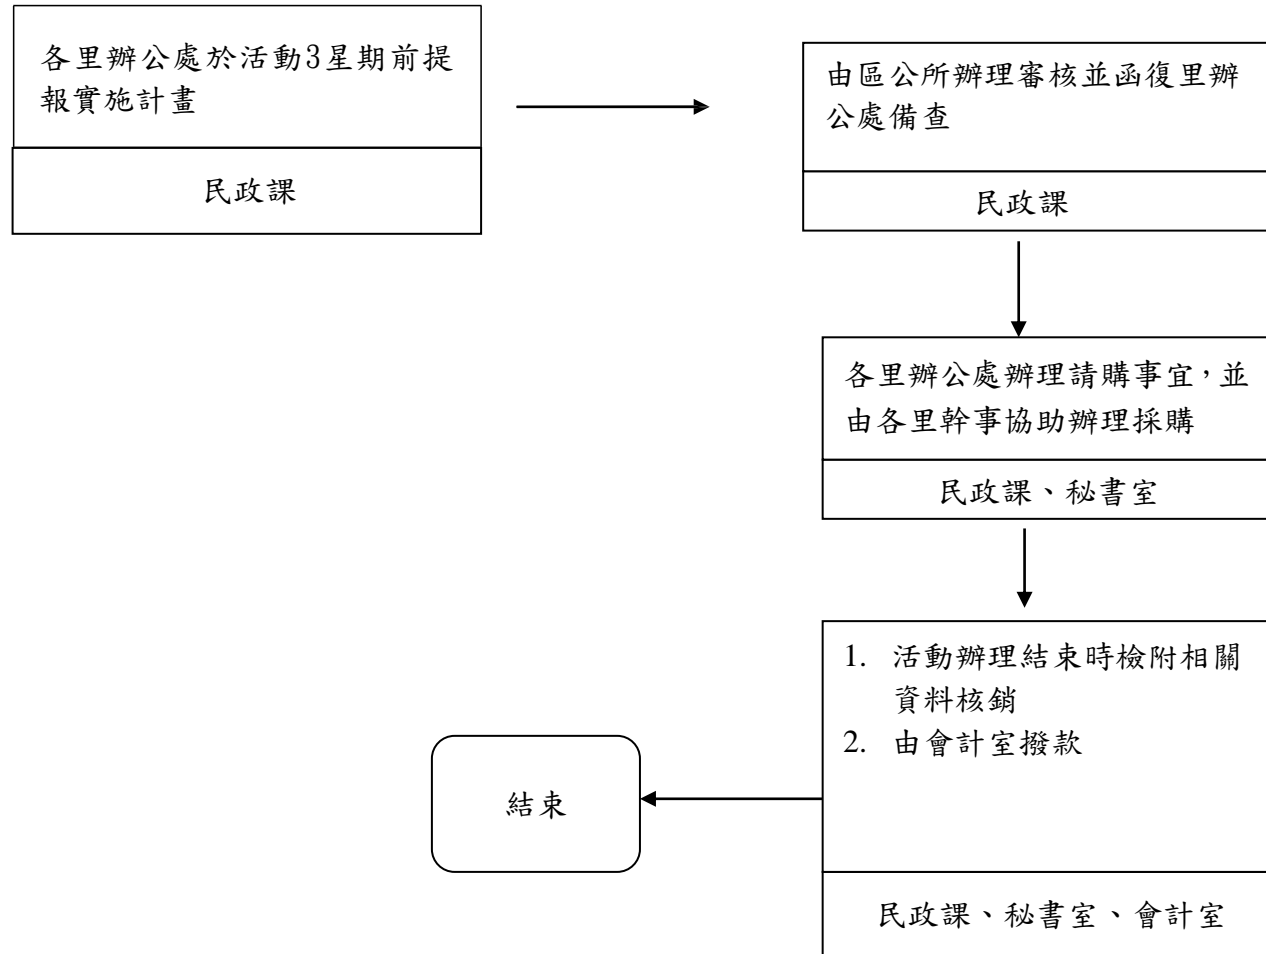 各里辦公處於活動3星期前提
報實施計畫
民政課
由區公所辦理審核並函復里辦
公處備查
民政課
各里辦公處辦理請購事宜，並
由各里幹事協助辦理採購
民政課、秘書室
1. 活動辦理結束時檢附相關
資料核銷
2. 由會計室撥款
民政課、秘書室、會計室
結束